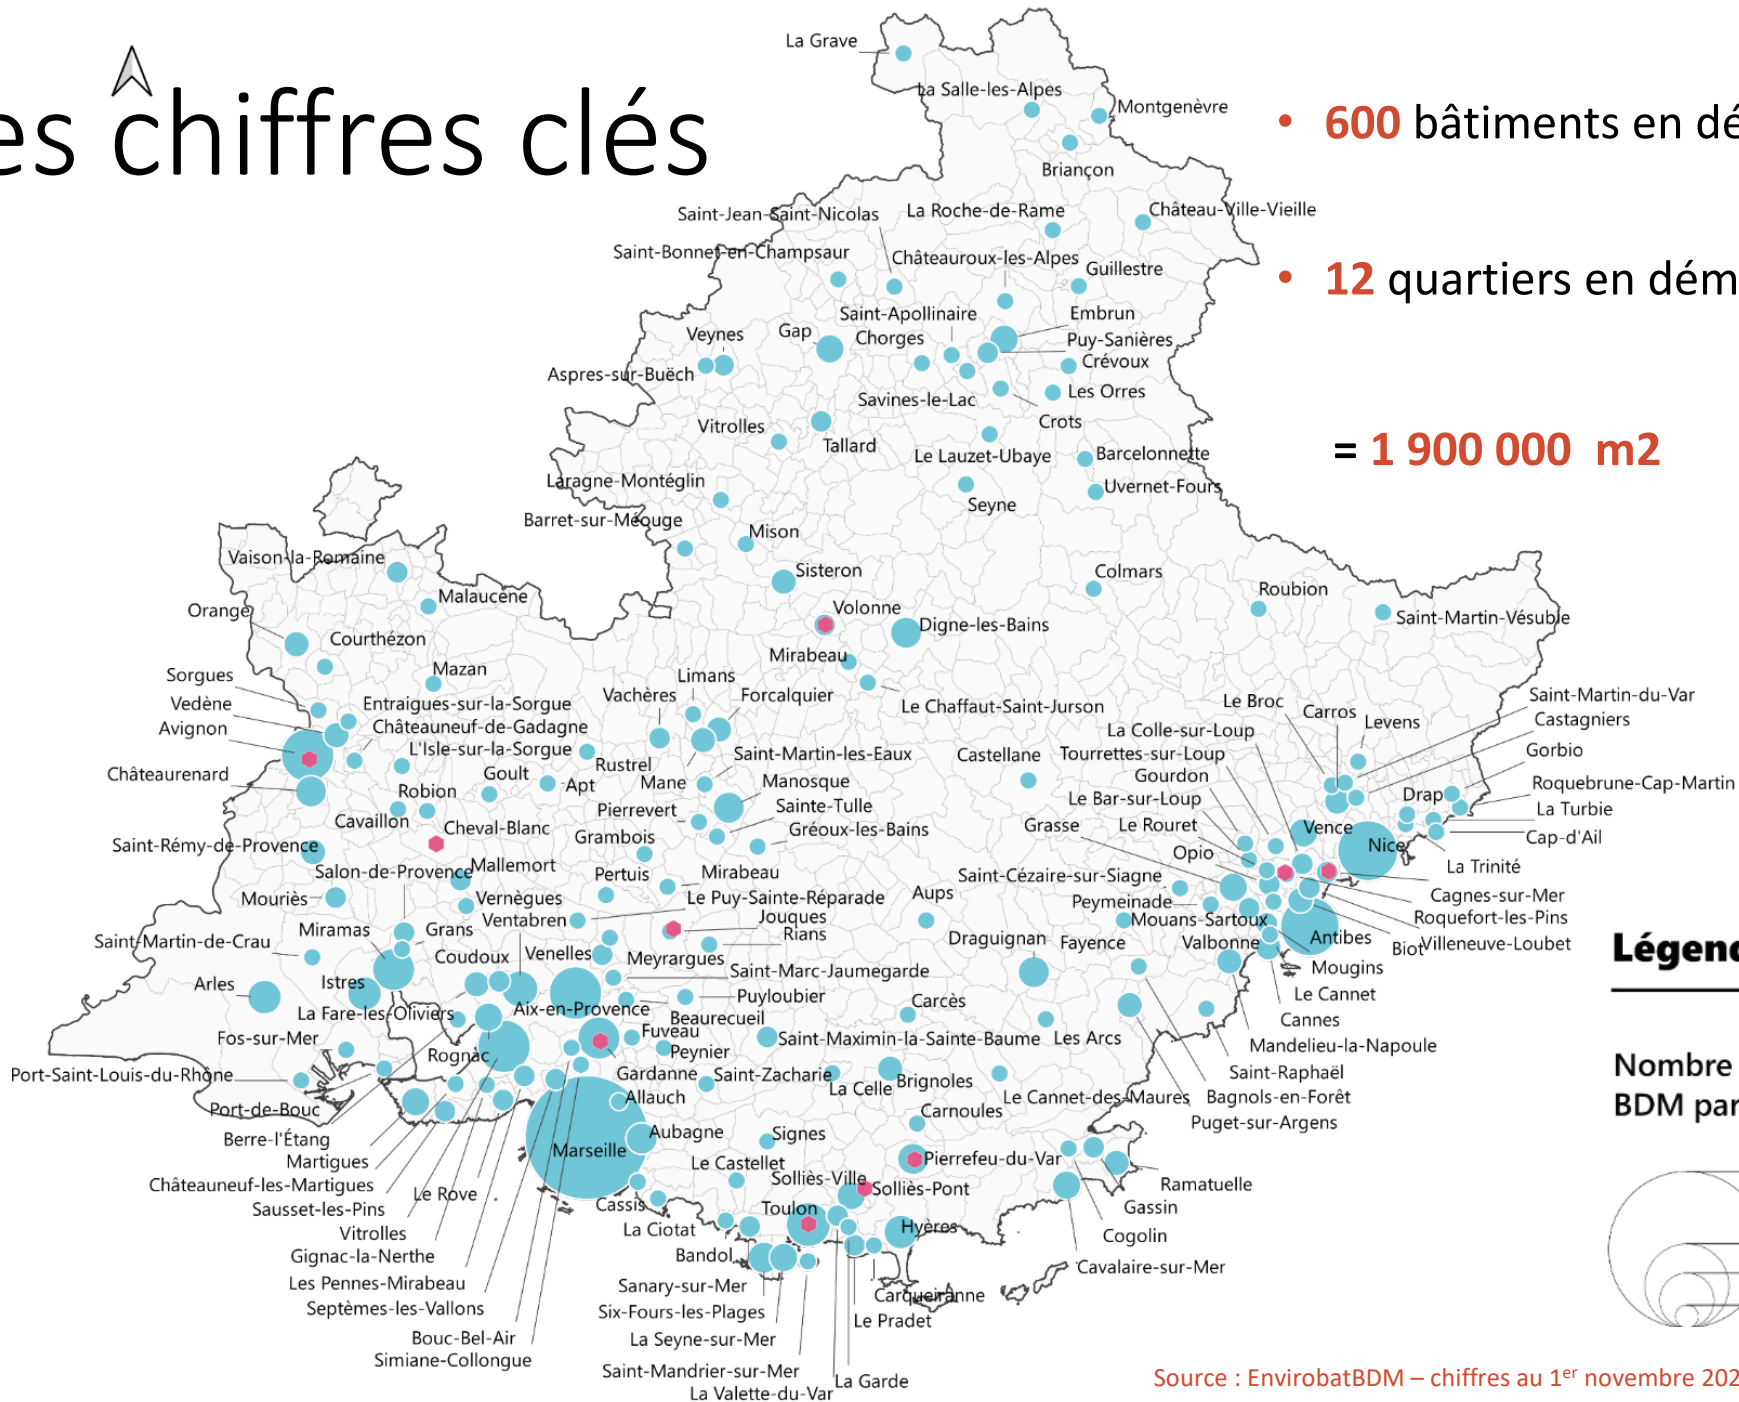 es chiffres clés
• 600 bâtiments en dé
• 12 quartiers en dém
= 1 900 000 m2
La Grave
La Salle-les-Alpes
Montgenèvre
Briançon
Saint-Jean-Saint-Nicolas
La Roche-de-Rame
Château-Ville-Vieille
Saint-Bonnet-en-Champsaur
Châteauroux-les-Alpes
Guillestre
Saint-Apollinaire
Embrun
Veynes
Gap
Chorges
Puy-Sanières
Crévoux
Aspres-sur-Buëch
Savines-le-Lac
Les Orres
Crots
Vitrolles
Tallard
Le Lauzet-Ubaye
Barcelonnette
Laragne-Montéglin
Uvernet-Fours
Seyne
Barret-sur-Méouge
Mison
Vaison-la-Romaine
Sisteron
Colmars
Roubion
Malaucène
Orange
Volonne
Saint-Martin-Vésubie
Courthézon
Digne-les-Bains
Mirabeau
Sorgues
Mazan
Limans
Vedène
Entraigues-sur-la-Sorgue
Vachères
Forcalquier
Le Chaffaut-Saint-Jurson
Le Broc
Carros
Levens
Saint-Martin-du-Var
Castagniers
Avignon
Châteauneuf-de-Gadagne
La Colle-sur-Loup
L'Isle-sur-la-Sorgue
Saint-Martin-les-Eaux
Castellane
Tourrettes-sur-Loup
Gorbio
Châteaurenard
Goult
Rustrel
Apt
Mane
Manosque
Gourdon
Roquebrune-Cap-Martin
Robion
Pierrevert
Sainte-Tulle
Le Bar-sur-Loup
Drap
La Turbie
Cavaillon
Cheval-Blanc
Grambois
Gréoux-les-Bains
Grasse
Le Rouret
Vence
Cap-d'Ail
Saint-Rémy-de-Provence
Nice
Opio
La Trinité
Salon-de-Provence
Mallemort
Pertuis
Mirabeau
Saint-Cézaire-sur-Siagne
Mouriès
Vernègues
Le Puy-Sainte-Réparade
Aups
Peymeinade
Cagnes-sur-Mer
Ventabren
Jouques
Mouans-Sartoux
Roquefort-les-Pins
Miramas
Grans
Rians
Draguignan
Fayence
Valbonne
Antibes
Biot
Villeneuve-Loubet
Saint-Martin-de-Crau
Coudoux
Venelles
Meyrargues
Mougins
Arles
Istres
Saint-Marc-Jaumegarde
Le Cannet
Puyloubier
Carcès
La Fare-les-Oliviers
Aix-en-Provence
Beaurecueil
Cannes
Fos-sur-Mer
Fuveau
Saint-Maximin-la-Sainte-Baume
Les Arcs
Mandelieu-la-Napoule
Rognac
Peynier
Port-Saint-Louis-du-Rhône
Gardanne
Saint-Zacharie
La Celle
Brignoles
Saint-Raphaël
Allauch
Le Cannet-des-Maures
Bagnols-en-Forêt
Port-de-Bouc
Carnoules
Puget-sur-Argens
Berre-l'Étang
Aubagne
Signes
Marseille
Martigues
Le Castellet
Pierrefeu-du-Var
Châteauneuf-les-Martigues
Le Rove
Solliès-Ville
Solliès-Pont
Ramatuelle
Sausset-les-Pins
Cassis
Toulon
Gassin
Vitrolles
La Ciotat
Hyères
Cogolin
Gignac-la-Nerthe
Bandol
Cavalaire-sur-Mer
Les Pennes-Mirabeau
Sanary-sur-Mer
Carqueiranne
Septèmes-les-Vallons
Six-Fours-les-Plages
Le Pradet
Bouc-Bel-Air
La Seyne-sur-Mer
Simiane-Collongue
Saint-Mandrier-sur-Mer
La Garde
La Valette-du-Var
Légend
Nombre
BDM par
Source : EnvirobatBDM – chiffres au 1er novembre 202